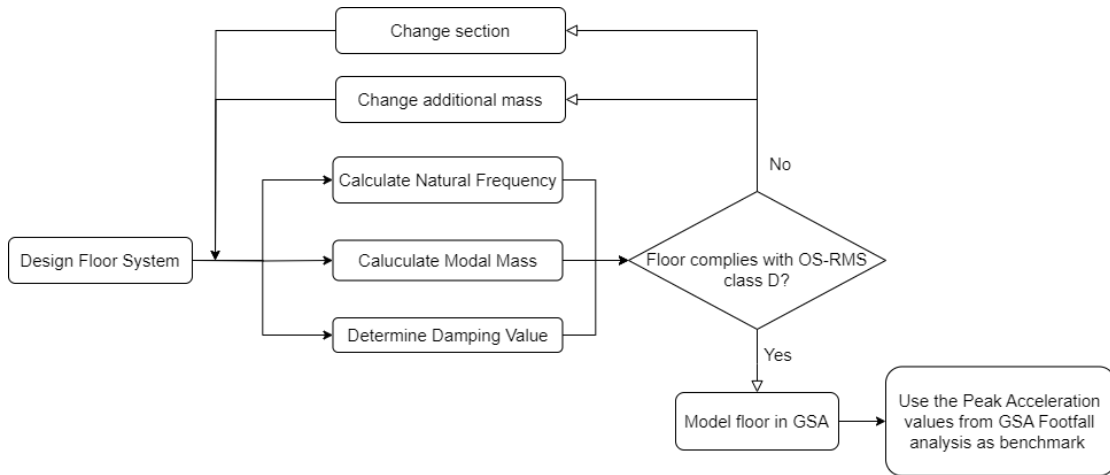 Change section
Change additional mass
No
Calculate Natural Frequency
Design Floor System
Caluculate Modal Mass
Floor complies with OS-RMS
class D?
Determine Damping Value
Yes
Model floor in GSA
Use the Peak Acceleration
values from GSA Footfall
analysis as benchmark